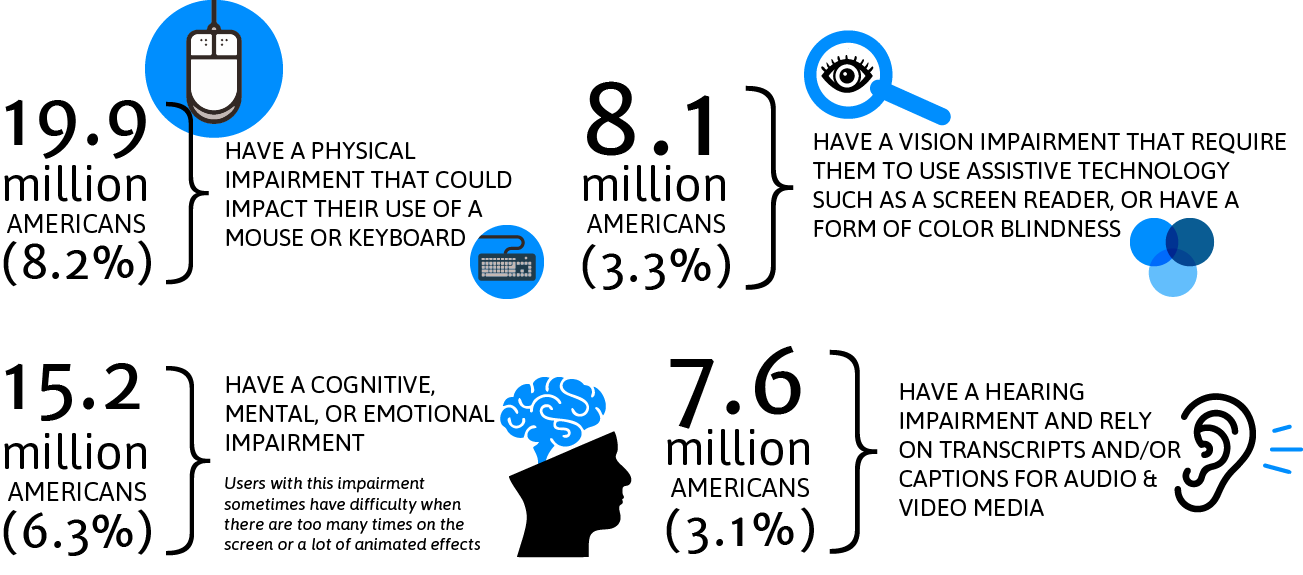 19.9
million
AMERICANS
(8.2%)
HAVE A PHYSICAL
IMPAIRMENT THAT COULD
IMPACT THEIR USE OF A
MOUSE OR KEYBOARD
8.1
million
AMERICANS
(3.3%)
HAVE A VISION IMPAIRMENT THAT REQUIRE
THEM TO USE ASSISTIVE TECHNOLOGY
SUCH AS A SCREEN READER, OR HAVE A
FORM OF COLOR BLINDNESS
15.2
million
AMERICANS
(6.3%)
HAVE A COGNITIVE,
MENTAL, OR EMOTIONAL
IMPAIRMENT
Users with this impairment
sometimes have difficulty when
there are too many times on the
screen or a lot of animated effects
7.6
million
AMERICANS
(3.1%)
HAVE A HEARING
IMPAIRMENT AND RELY
ON TRANSCRIPTS AND/OR
CAPTIONS FOR AUDIO &
VIDEO MEDIA